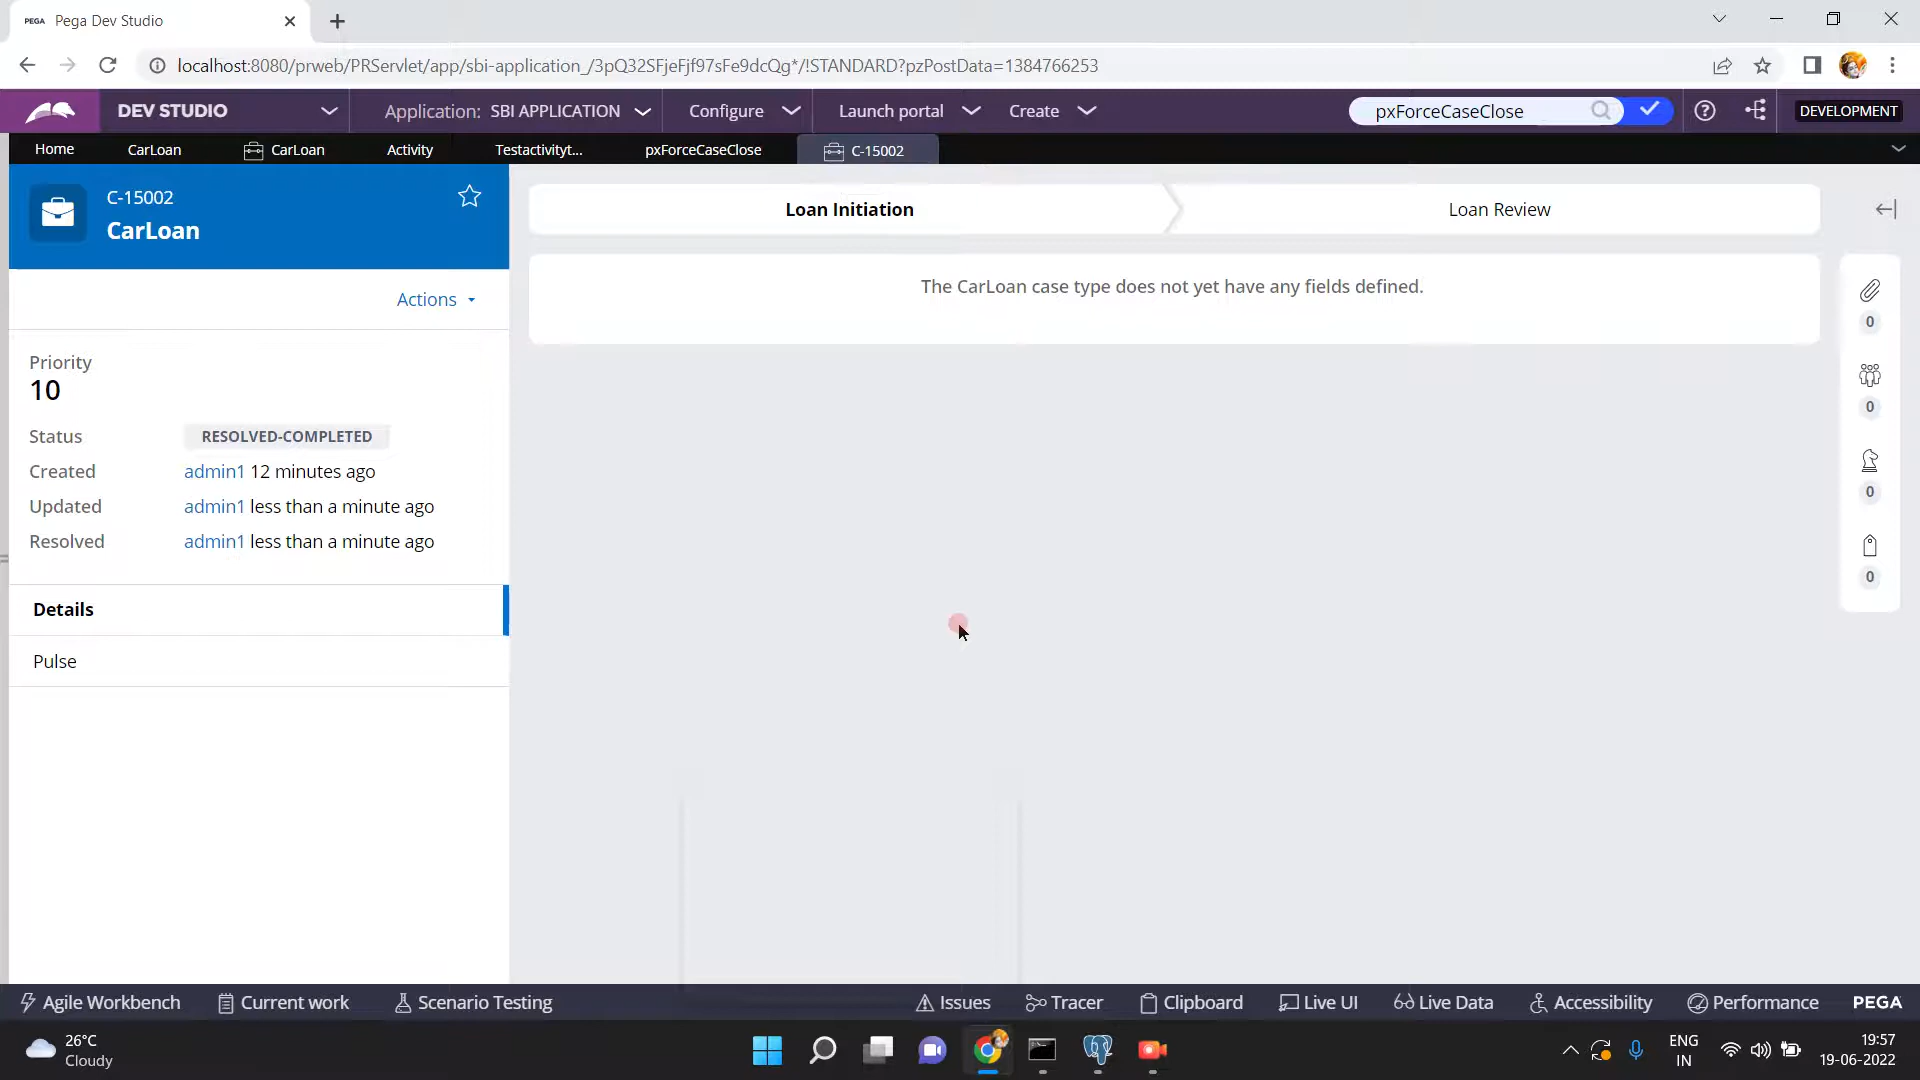 PEGA Pega Dev Studio
localhost:8080/prweb/PRServlet/app/sbi-application_/3pQ32SFjeFjf97sFe9dcQg*/!STANDARD?pzPostData=1384766253
DEV STUDIO Application: SBI APPLICATION Configure Launch portal Create pxForceCaseClose DEVELOPMENT
Home CarLoan CarLoan Activity Testactivityt... pxForceCaseClose C-15002
C-15002
CarLoan
Loan Initiation Loan Review
The CarLoan case type does not yet have any fields defined.
Actions
Priority
10
Status RESOLVED-COMPLETED
Created admin1 12 minutes ago
Updated admin1 less than a minute ago
Resolved admin1 less than a minute ago
Details
Pulse
0
0
0
0
Agile Workbench Current work Scenario Testing Issues Tracer Clipboard Live UI Live Data Accessibility Performance PEGA
26°C
Cloudy
ENG
IN
19:57
19-06-2022